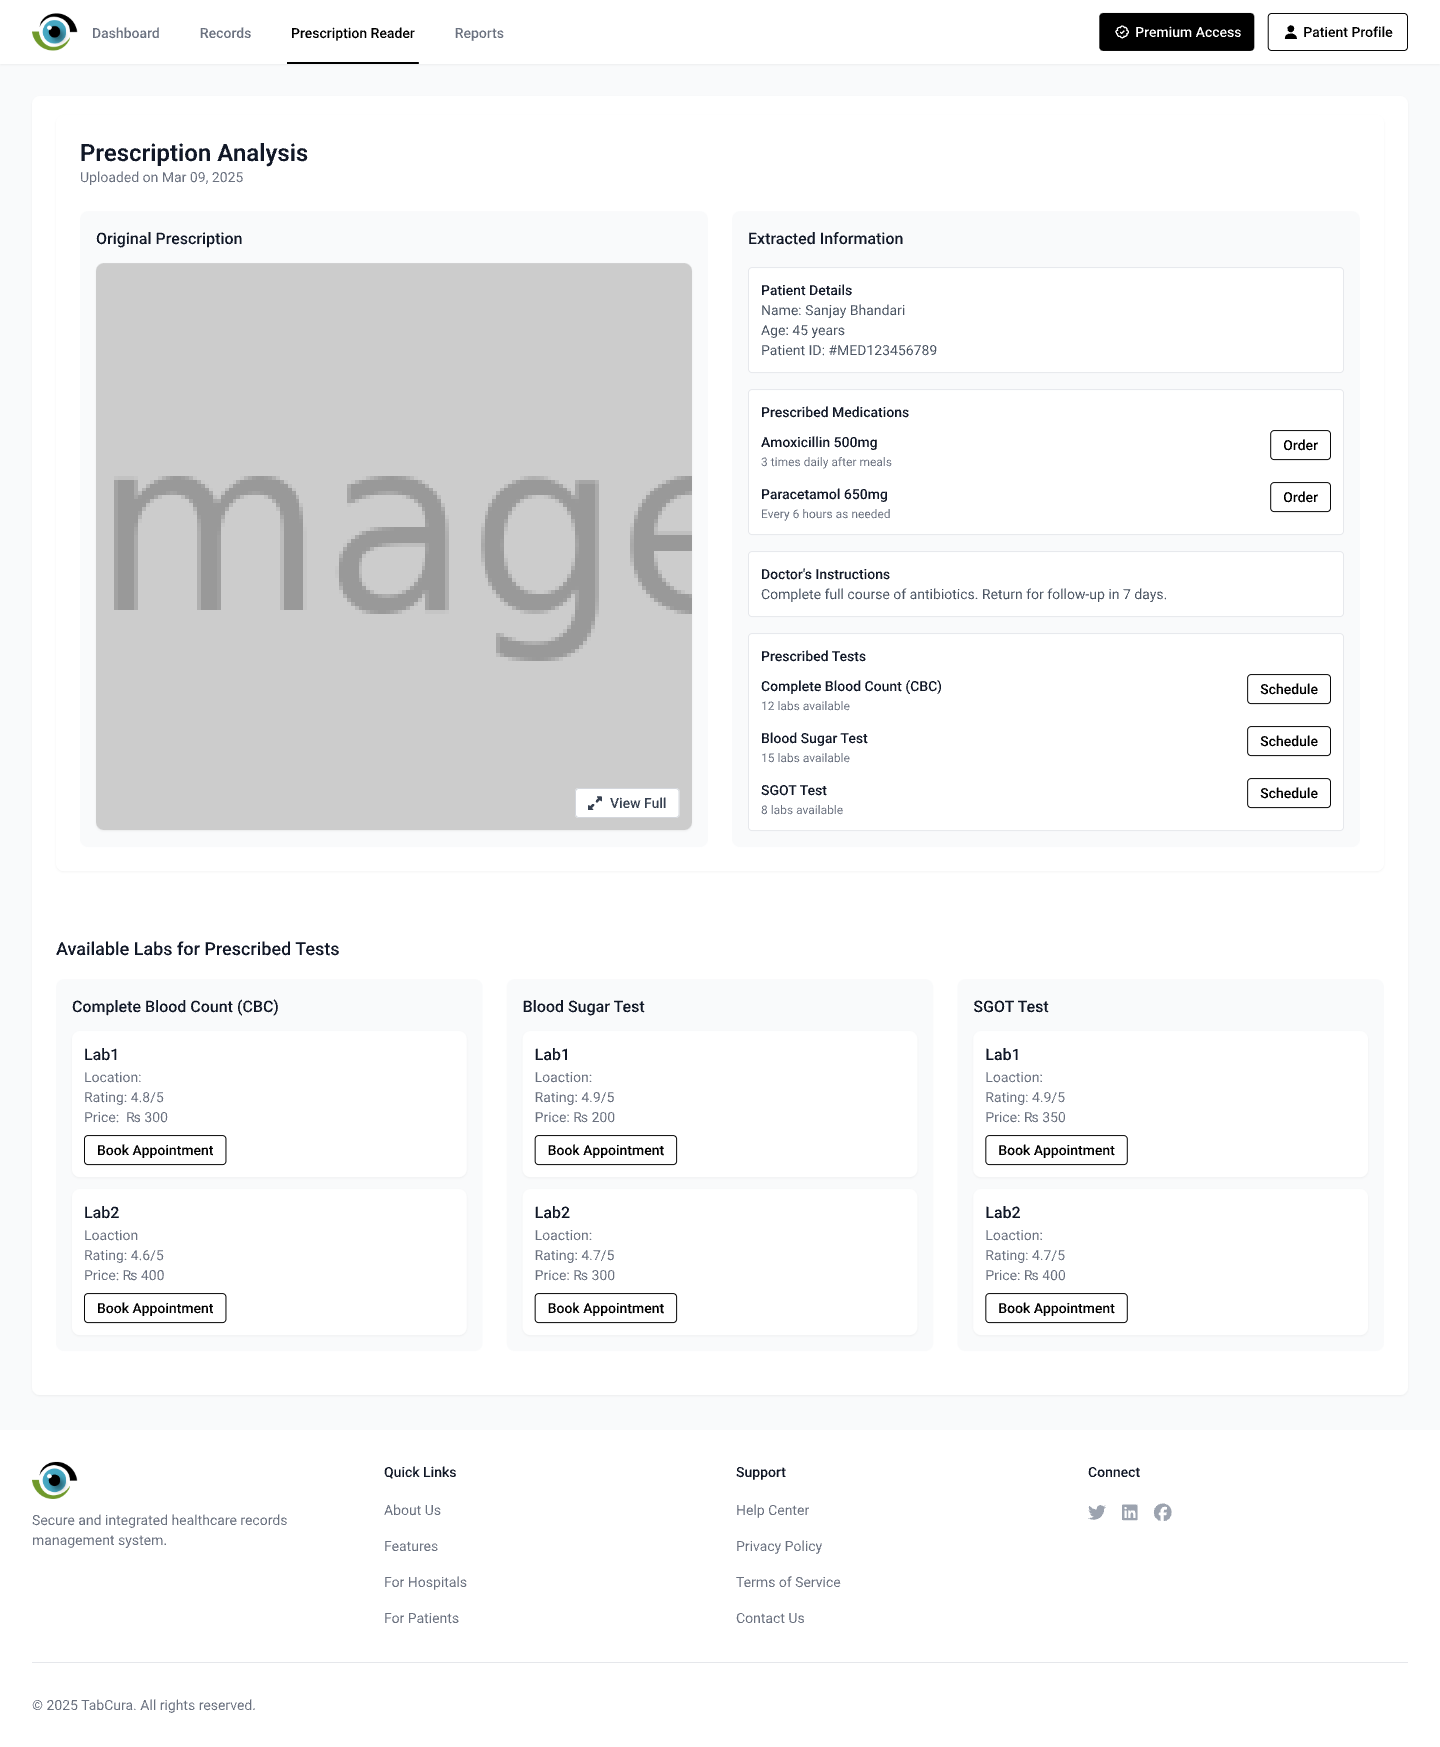 Dashboard
Records
Prescription Reader
Reports
Premium Access
Patient Profile
Prescription Analysis
Uploaded on Mar 09, 2025
Original Prescription
mage
View Full
Extracted Information
Patient Details
Name: Sanjay Bhandari
Age: 45 years
Patient ID: #MED123456789
Prescribed Medications
Amoxicillin 500mg
3 times daily after meals
Order
Paracetamol 650mg
Every 6 hours as needed
Order
Doctor's Instructions
Complete full course of antibiotics. Return for follow-up in 7 days.
Prescribed Tests
Complete Blood Count (CBC)
12 labs available
Schedule
Blood Sugar Test
15 labs available
Schedule
SGOT Test
8 labs available
Schedule
Available Labs for Prescribed Tests
Complete Blood Count (CBC)
Lab1
Location:
Rating: 4.8/5
Price:  ₨ 300
Book Appointment
Lab2
Loaction
Rating: 4.6/5
Price: ₨ 400
Book Appointment
Blood Sugar Test
Lab1
Loaction:
Rating: 4.9/5
Price: ₨ 200
Book Appointment
Lab2
Loaction:
Rating: 4.7/5
Price: ₨ 300
Book Appointment
SGOT Test
Lab1
Loaction:
Rating: 4.9/5
Price: ₨ 350
Book Appointment
Lab2
Loaction:
Rating: 4.7/5
Price: ₨ 400
Book Appointment
Secure and integrated healthcare records
management system.
Quick Links
About Us
Features
For Hospitals
For Patients
Support
Help Center
Privacy Policy
Terms of Service
Contact Us
Connect
© 2025 TabCura. All rights reserved.